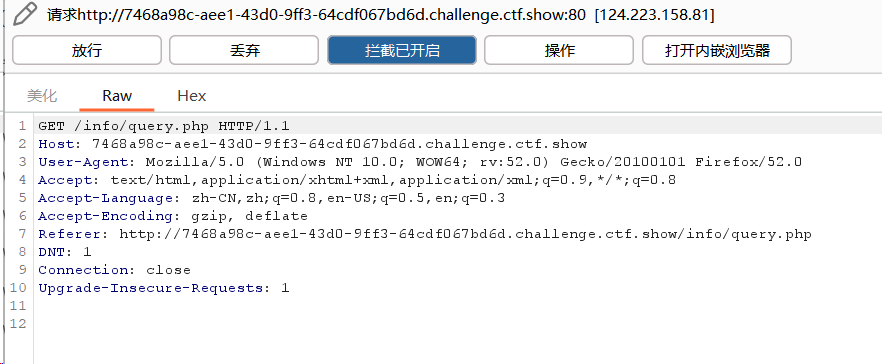 请求http://7468a98c-aee1-43d0-9ff3-64cdf067bd6d.challenge.ctf.show:80 [124.223.158.81]
放行 丢弃 拦截已开启 操作 打开内嵌浏览器
美化 Raw Hex
1 GET /info/query.php HTTP/1.1
2 Host: 7468a98c-aee1-43d0-9ff3-64cdf067bd6d.challenge.ctf.show
3 User-Agent: Mozilla/5.0 (Windows NT 10.0; WOW64; rv:52.0) Gecko/20100101 Firefox/52.0
4 Accept: text/html,application/xhtml+xml,application/xml;q=0.9,*/*;q=0.8
5 Accept-Language: zh-CN,zh;q=0.8,en-US;q=0.5,en;q=0.3
6 Accept-Encoding: gzip, deflate
7 Referer: http://7468a98c-aee1-43d0-9ff3-64cdf067bd6d.challenge.ctf.show/info/query.php
8 DNT: 1
9 Connection: close
10 Upgrade-Insecure-Requests: 1
11
12